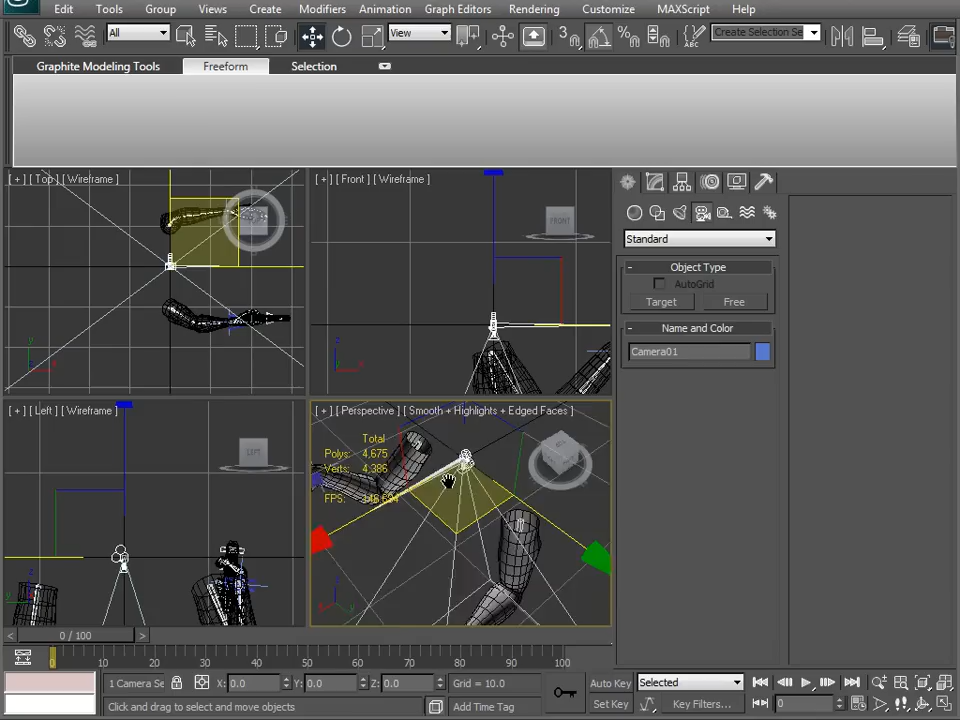 Edit Tools Group Views Create Modifiers Animation Graph Editors Rendering Customize MAXScript Help
All View 3 % ABC Create Selection Se
Graphite Modeling Tools Freeform Selection
[ + ] [ Top ] [ Wireframe ] [ + ] [ Front ] [ Wireframe ]
FRONT
Standard
- Object Type
AutoGrid
Target Free
- Name and Color
Camera01
[ + ] [ Left ] [ Wireframe ] [ + ] [ Perspective ] [ Smooth + Highlights + Edged Faces ]
LEFT
Total
Polys: 4,675
Verts: 4,386
FPS:
< 0 / 100 >
0 10 20 30 40 50 60 70 80 90 100
1 Camera Se X: 0.0 Y: 0.0 Z: 0.0 Grid = 10.0 Auto Key Selected
Click and drag to select and move objects Add Time Tag Set Key Key Filters... 0